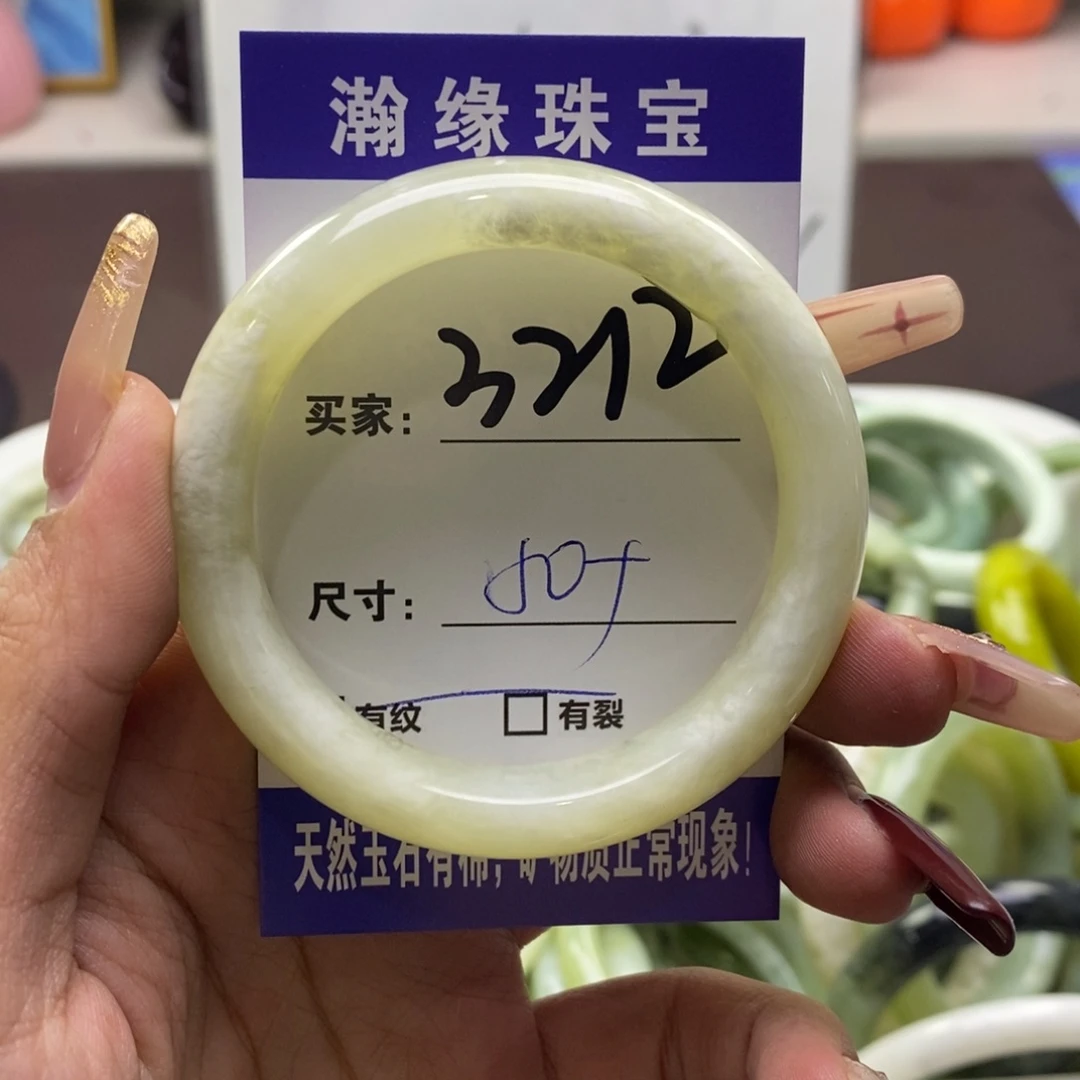 瀚缘珠宝
买家：3212
尺寸：
有纹 □ 有裂
天然玉石有棉，矿物质正常现象！